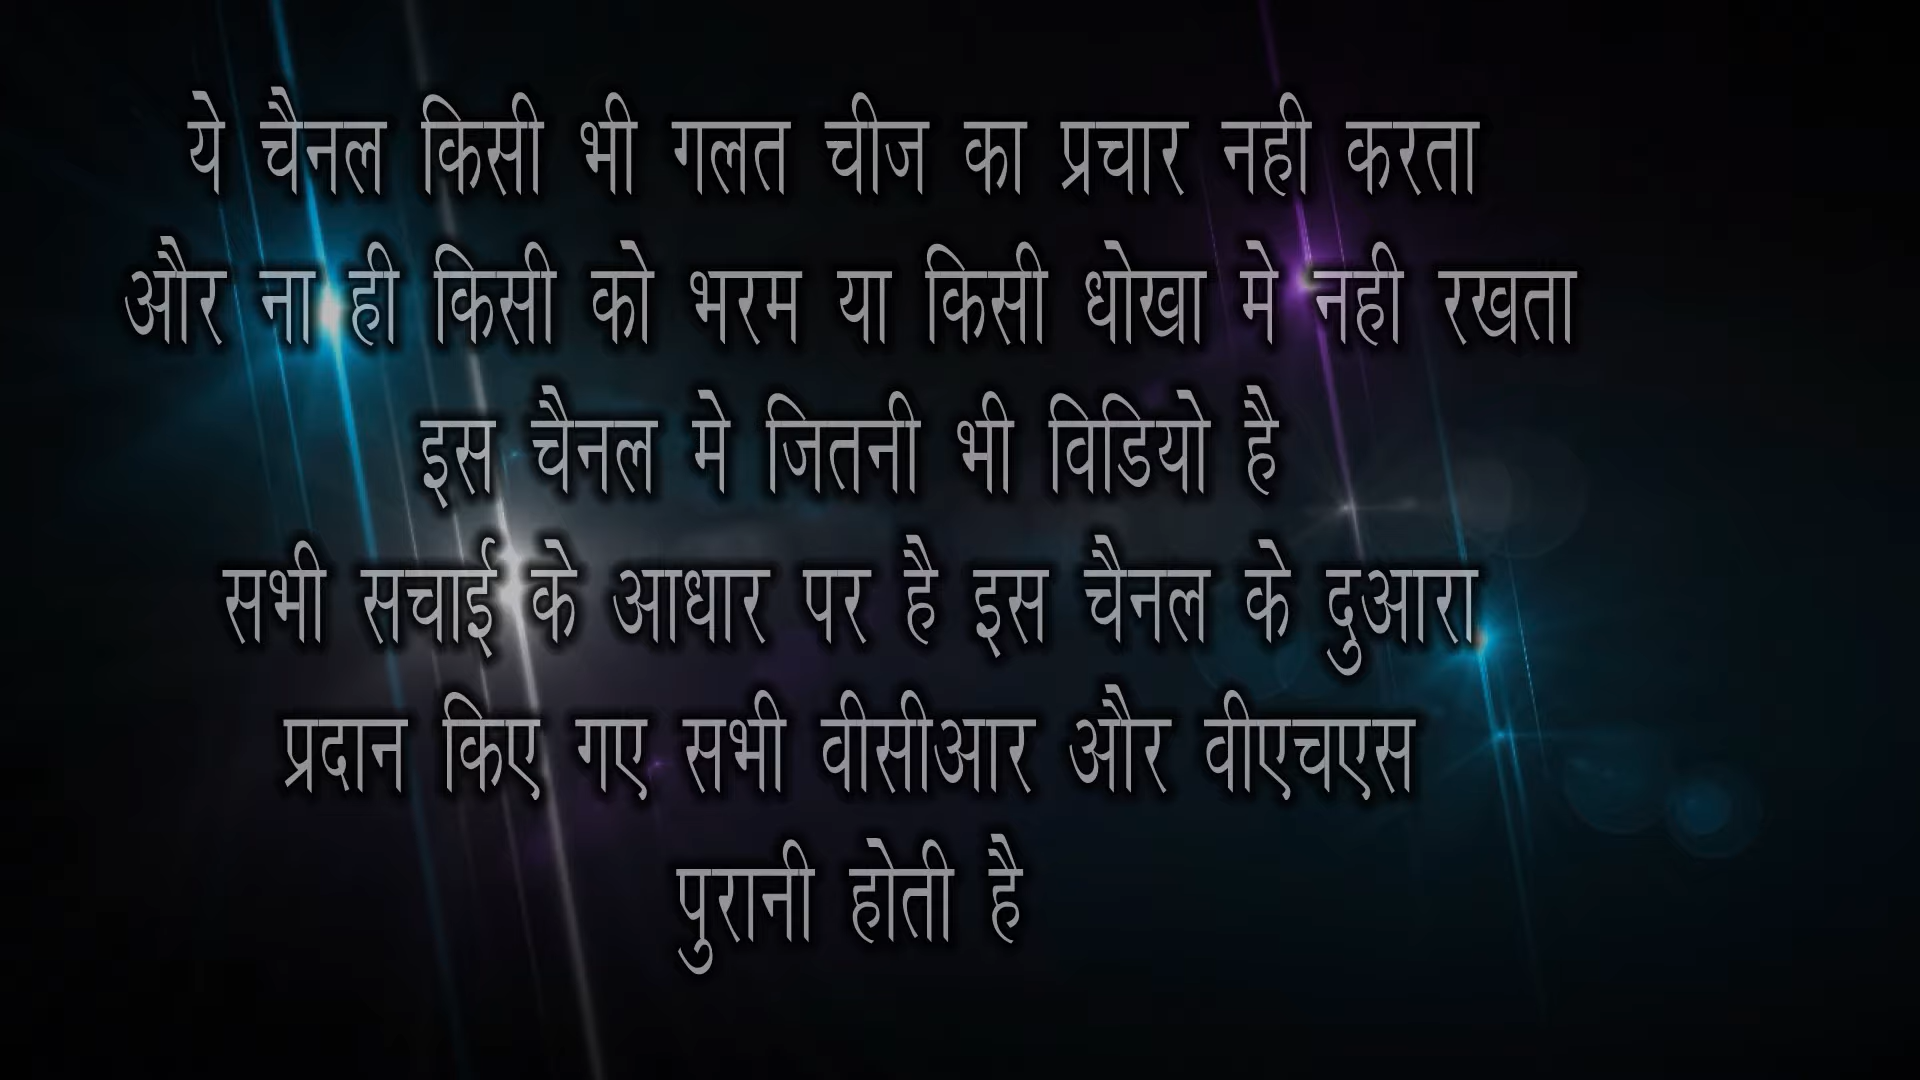 ये चैनल किसी भी गलत चीज का प्रचार नही करता
और ना ही किसी को भरम या किसी धोखा मे नही रखता
इस चैनल मे जितनी भी विडियो है
सभी सचाई के आधार पर है इस चैनल के दुआरा
प्रदान किए गए सभी वीसीआर और वीएचएस
पुरानी होती है